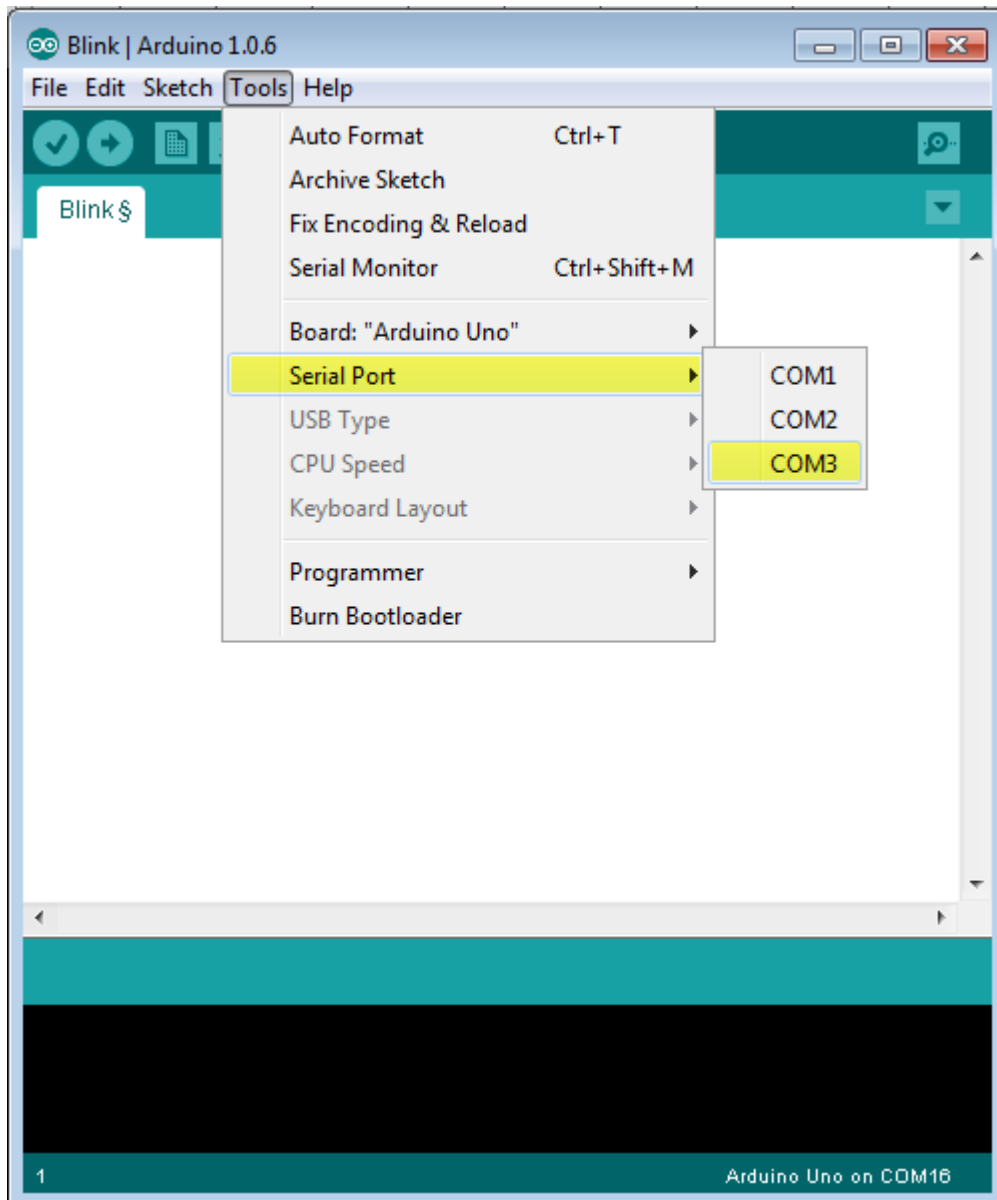 Blink | Arduino 1.0.6
File Edit Sketch Tools Help
Auto Format Ctrl+T
Archive Sketch
Blink §
Fix Encoding & Reload
Serial Monitor Ctrl+Shift+M
Board: "Arduino Uno"
Serial Port
COM1
USB Type
COM2
CPU Speed
COM3
Keyboard Layout
Programmer
Burn Bootloader
1 Arduino Uno on COM16